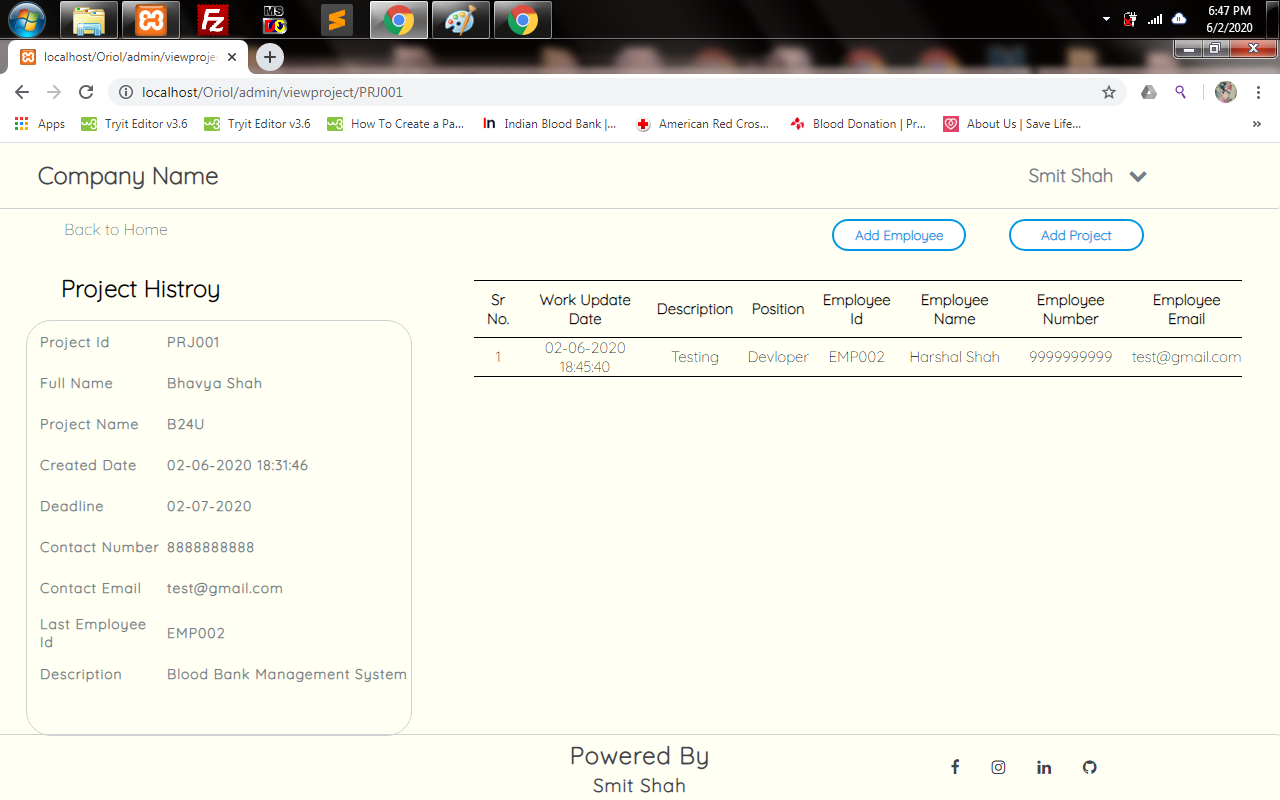 MS
6:47 PM
6/2/2020
localhost/Oriol/admin/viewproje
localhost/Oriol/admin/viewproject/PRJ001
Apps
Tryit Editor v3.6
Tryit Editor v3.6
How To Create a Pa...
Indian Blood Bank |...
American Red Cros...
Blood Donation | Pr...
About Us | Save Life...
Company Name
Smit Shah
Back to Home
Add Employee
Add Project
Project Histroy
Project Id PRJ001
Full Name Bhavya Shah
Project Name B24U
Created Date 02-06-2020 18:31:46
Deadline 02-07-2020
Contact Number 8888888888
Contact Email test@gmail.com
Last Employee
Id
EMP002
Description Blood Bank Management System
Sr
No.
Work Update
Date
Description
Position
Employee
Id
Employee
Name
Employee
Number
Employee
Email
1
02-06-2020
18:45:40
Testing
Devloper
EMP002
Harshal Shah
9999999999
test@gmail.com
Powered By
Smit Shah